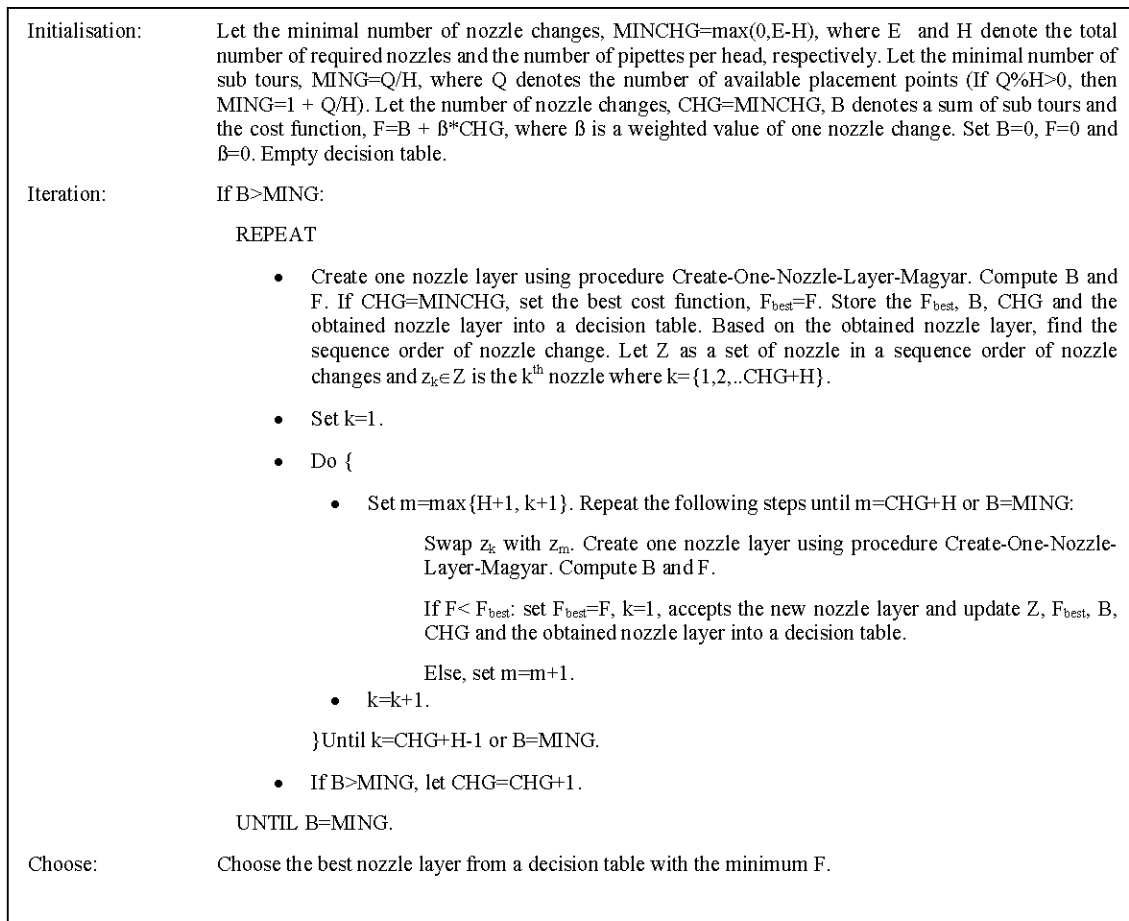 Initialisation: Let the minimal number of nozzle changes, MINCHG=max(0,E-H), where E and H denote the total
number of required nozzles and the number of pipettes per head, respectively. Let the minimal number of
sub tours, MING=Q/H, where Q denotes the number of available placement points (If Q%H>0, then
MING=1 + Q/H). Let the number of nozzle changes, CHG=MINCHG, B denotes a sum of sub tours and
the cost function, F=B + ß*CHG, where ß is a weighted value of one nozzle change. Set B=0, F=0 and
ß=0. Empty decision table.
Iteration: If B>MING:
REPEAT
• Create one nozzle layer using procedure Create-One-Nozzle-Layer-Magyar. Compute B and
F. If CHG=MINCHG, set the best cost function, Fbest=F. Store the Fbest, B, CHG and the
obtained nozzle layer into a decision table. Based on the obtained nozzle layer, find the
sequence order of nozzle change. Let Z as a set of nozzle in a sequence order of nozzle
changes and zk∈Z is the kth nozzle where k={1,2,..CHG+H}.
• Set k=1.
• Do {
• Set m=max{H+1, k+1}. Repeat the following steps until m=CHG+H or B=MING:
Swap zk with zm. Create one nozzle layer using procedure Create-One-Nozzle-
Layer-Magyar. Compute B and F.
If F< Fbest: set Fbest=F, k=1, accepts the new nozzle layer and update Z, Fbest, B,
CHG and the obtained nozzle layer into a decision table.
Else, set m=m+1.
• k=k+1.
}Until k=CHG+H-1 or B=MING.
• If B>MING, let CHG=CHG+1.
UNTIL B=MING.
Choose: Choose the best nozzle layer from a decision table with the minimum F.